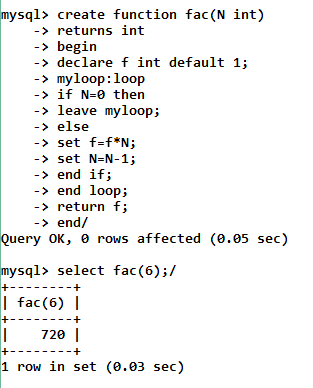 mysql> create function fac(N int)
    -> returns int
    -> begin
    -> declare f int default 1;
    -> myloop:loop
    -> if N=0 then
    -> leave myloop;
    -> else
    -> set f=f*N;
    -> set N=N-1;
    -> end if;
    -> end loop;
    -> return f;
    -> end/
Query OK, 0 rows affected (0.05 sec)
mysql> select fac(6);/
+--------+
| fac(6) |
+--------+
|    720 |
+--------+
1 row in set (0.03 sec)